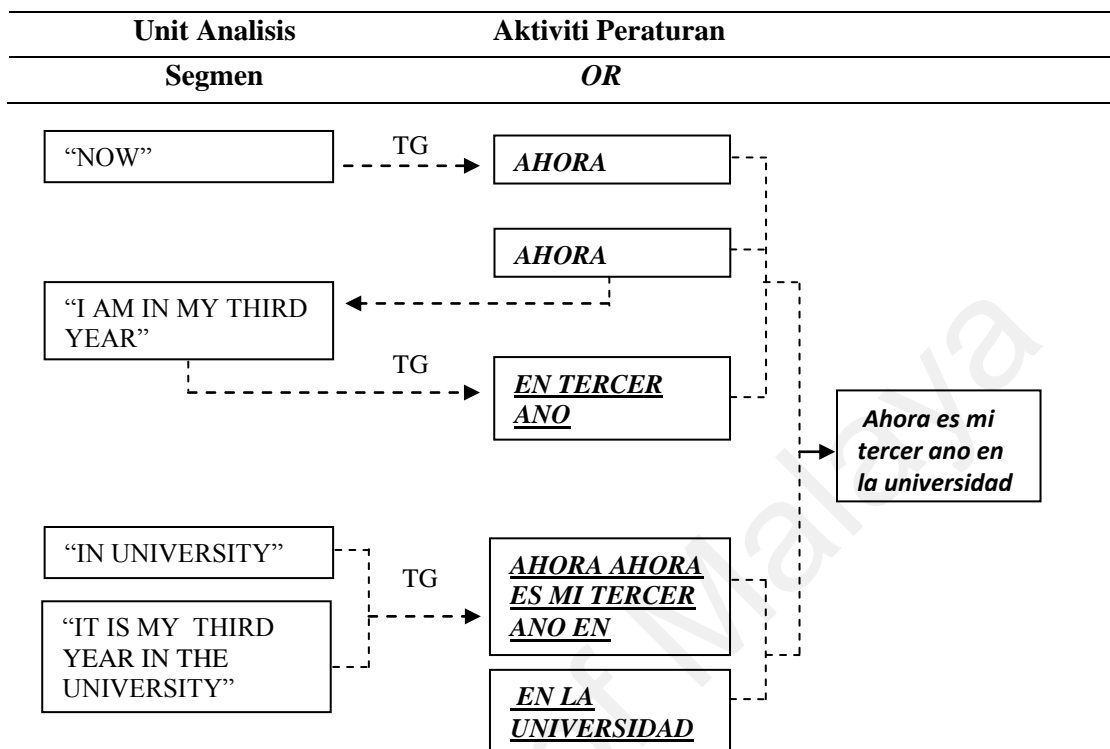 Unit Analisis Aktiviti Peraturan
Segmen OR
“NOW”
TG
AHORA
AHORA
“I AM IN MY THIRD
YEAR”
TG
EN TERCER
ANO
Ahora es mi
tercer ano en
la universidad
“IN UNIVERSITY”
TG
AHORA AHORA
ES MI TERCER
ANO EN
“IT IS MY THIRD
YEAR IN THE
UNIVERSITY”
EN LA
UNIVERSIDAD
of Malaya